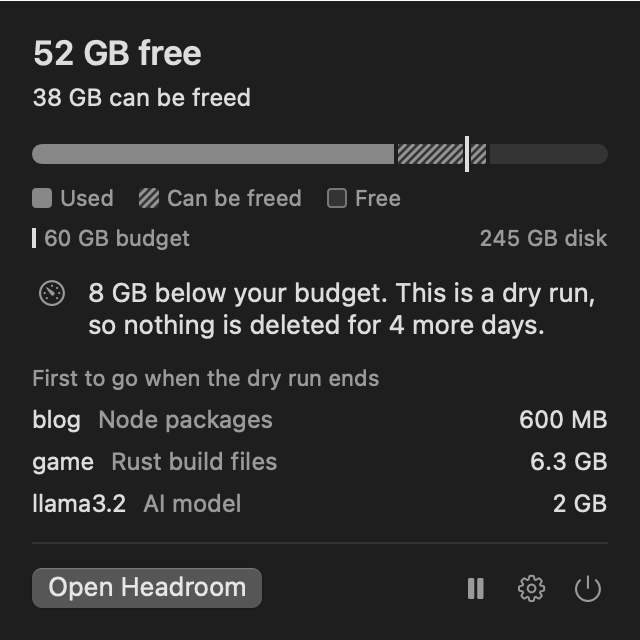 52 GB free
38 GB can be freed
Used Can be freed Free
60 GB budget 245 GB disk
8 GB below your budget. This is a dry run,
so nothing is deleted for 4 more days.
First to go when the dry run ends
blog Node packages 600 MB
game Rust build files 6.3 GB
llama3.2 AI model 2 GB
Open Headroom